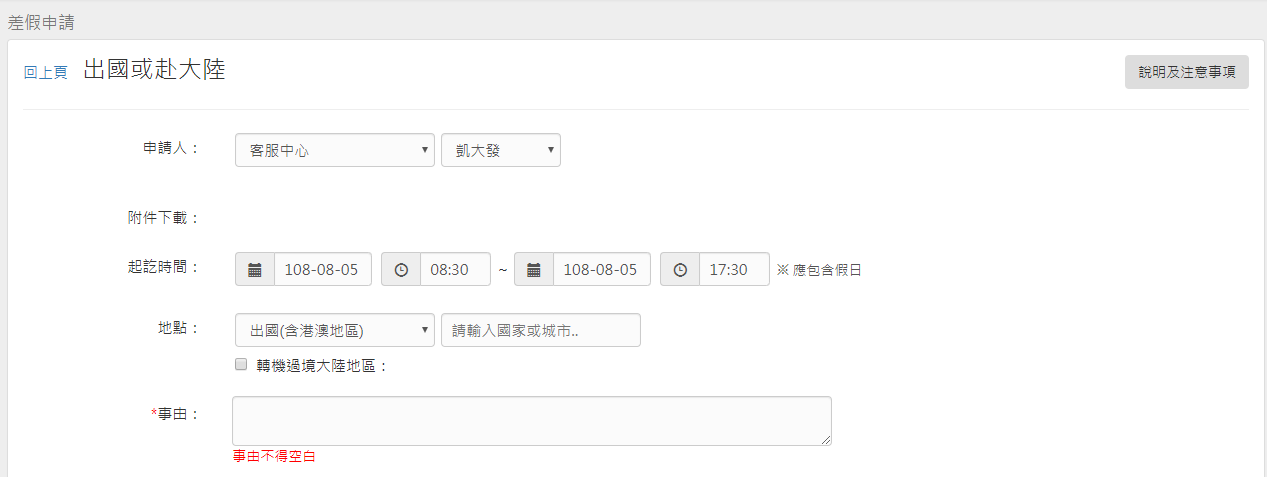 差假申請
回上頁 出國或赴大陸 說明及注意事項
申請人： 客服中心 凱大發
附件下載：
起訖時間： 108-08-05 08:30 ~ 108-08-05 17:30 ※ 應包含假日
地點： 出國(含港澳地區) 請輸入國家或城市..
轉機過境大陸地區：
*事由：
事由不得空白